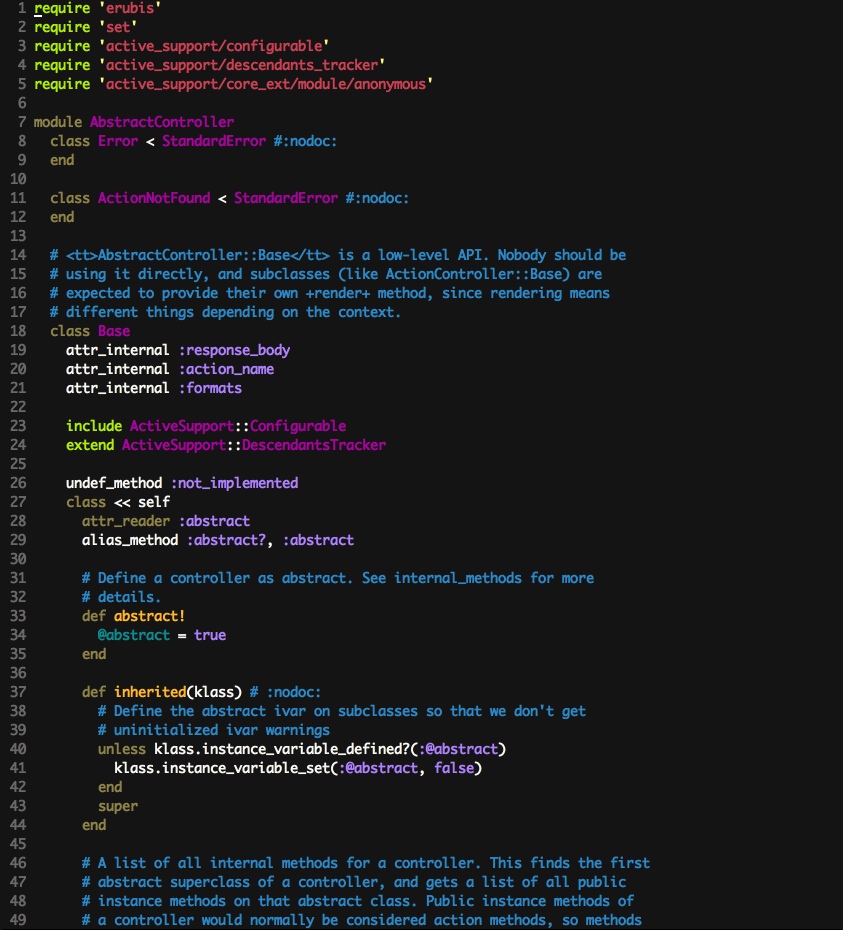 1 require 'erubis'
2 require 'set'
3 require 'active_support/configurable'
4 require 'active_support/descendants_tracker'
5 require 'active_support/core_ext/module/anonymous'
6
7 module AbstractController
8   class Error < StandardError #:nodoc:
9   end
10
11   class ActionNotFound < StandardError #:nodoc:
12   end
13
14   # <tt>AbstractController::Base</tt> is a low-level API. Nobody should be
15   # using it directly, and subclasses (like ActionController::Base) are
16   # expected to provide their own +render+ method, since rendering means
17   # different things depending on the context.
18   class Base
19     attr_internal :response_body
20     attr_internal :action_name
21     attr_internal :formats
22
23     include ActiveSupport::Configurable
24     extend ActiveSupport::DescendantsTracker
25
26     undef_method :not_implemented
27     class << self
28       attr_reader :abstract
29       alias_method :abstract?, :abstract
30
31       # Define a controller as abstract. See internal_methods for more
32       # details.
33       def abstract!
34         @abstract = true
35       end
36
37       def inherited(klass) # :nodoc:
38         # Define the abstract ivar on subclasses so that we don't get
39         # uninitialized ivar warnings
40         unless klass.instance_variable_defined?(:@abstract)
41           klass.instance_variable_set(:@abstract, false)
42         end
43         super
44       end
45
46       # A list of all internal methods for a controller. This finds the first
47       # abstract superclass of a controller, and gets a list of all public
48       # instance methods on that abstract class. Public instance methods of
49       # a controller would normally be considered action methods, so methods